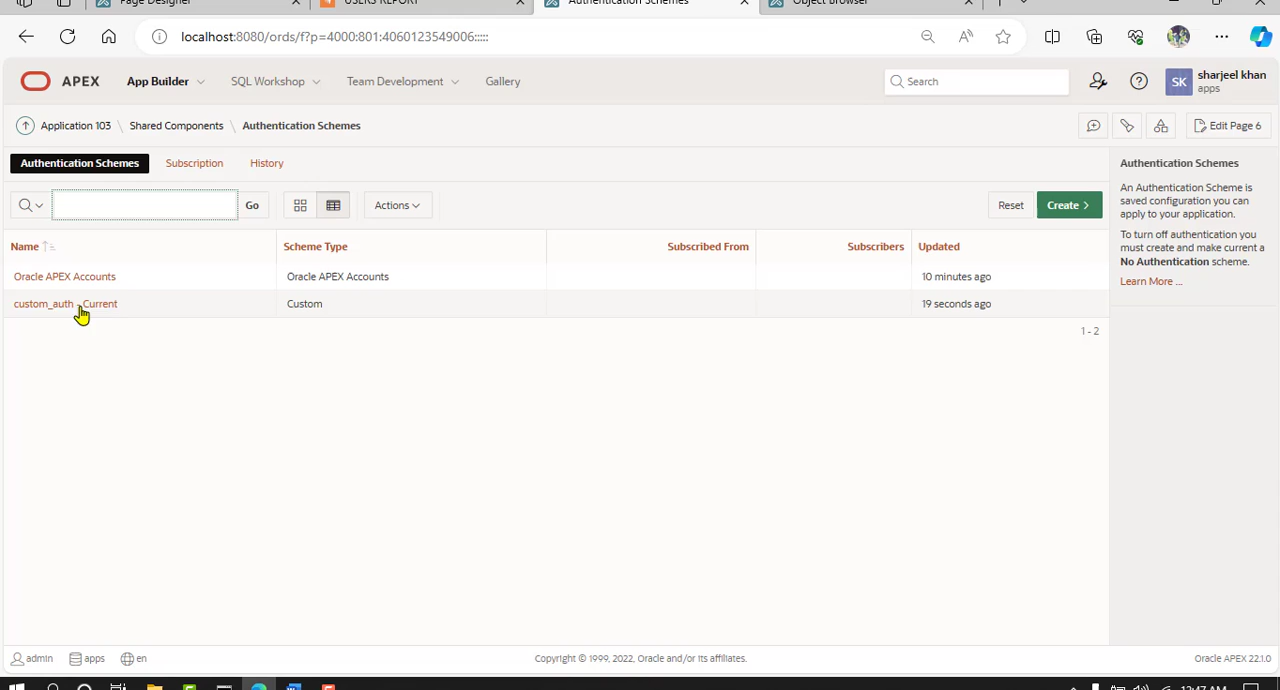 Page Designer
USERS REPORT
Authentication Schemes
Object Browser
localhost:8080/ords/f?p=4000:801:4060123549006:::::
APEX
App Builder
SQL Workshop
Team Development
Gallery
Search
SK
sharjeel khan
apps
Application 103
Shared Components
Authentication Schemes
Edit Page 6
Authentication Schemes
Subscription
History
Go
Actions
Reset
Create
Name
Scheme Type
Subscribed From
Subscribers
Updated
Oracle APEX Accounts
Oracle APEX Accounts
10 minutes ago
custom_auth - Current
Custom
19 seconds ago
1 - 2
Authentication Schemes
An Authentication Scheme is
saved configuration you can
apply to your application.
To turn off authentication you
must create and make current a
No Authentication scheme.
Learn More ...
admin
apps
en
Copyright © 1999, 2022, Oracle and/or its affiliates.
Oracle APEX 22.1.0
12:47 AM